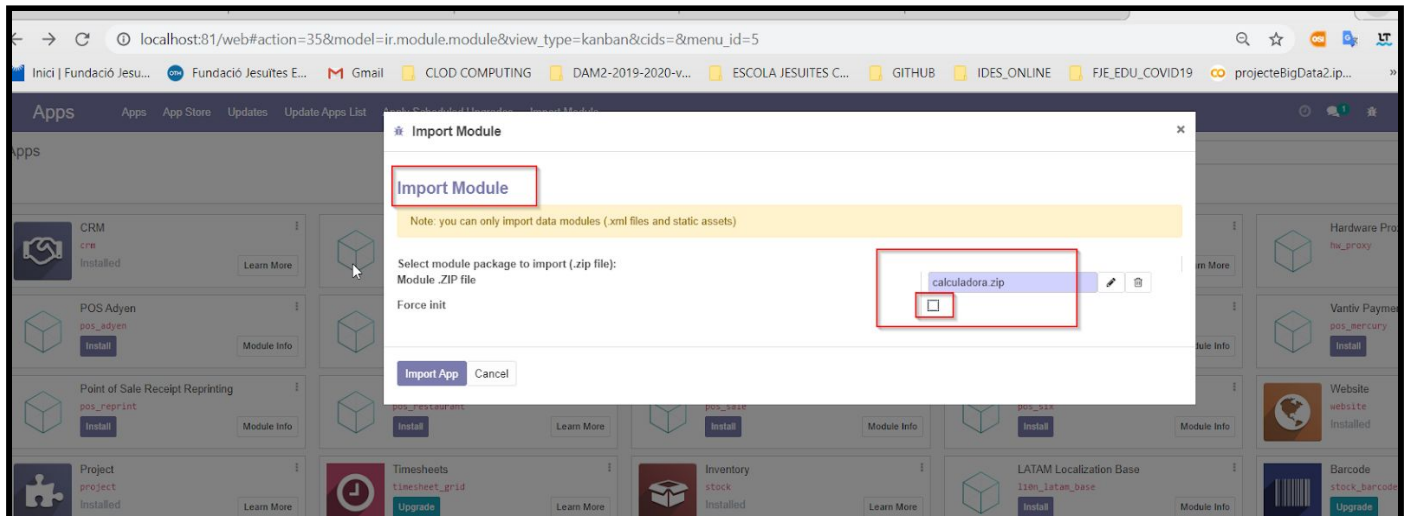 localhost:81/web#action=35&model=ir.module.module&view_type=kanban&cids=&menu_id=5
Inici | Fundació Jesu... Fundació Jesuïtes E... Gmail CLOD COMPUTING DAM2-2019-2020-v... ESCOLA JESUITES C... GITHUB IDES_ONLINE FJE_EDU_COVID19 projecteBigData2.ip... »
Apps Apps App Store Updates Update Apps List Apply Scheduled Upgrades Import Module 1
Apps
Import Module ×
Import Module
Note: you can only import data modules (.xml files and static assets)
Select module package to import (.zip file):
Module .ZIP file calculadora.zip
Force init
Import App Cancel
CRM
crm
Installed Learn More
Hardware Pro
hw_proxy
POS Adyen
pos_adyen
Install Module Info
Vantiv Payme
pos_mercury
Install
Point of Sale Receipt Reprinting
pos_reprint
Install Module Info
pos_restaurant
Install Learn More
pos_sale
Install Module Info
pos_six
Install Module Info
Website
website
Installed
Project
project
Installed Learn More
Timesheets
timesheet_grid
Upgrade Learn More
Inventory
stock
Installed Learn More
LATAM Localization Base
l10n_latam_base
Install Module Info
Barcode
stock_barcode
Upgrade